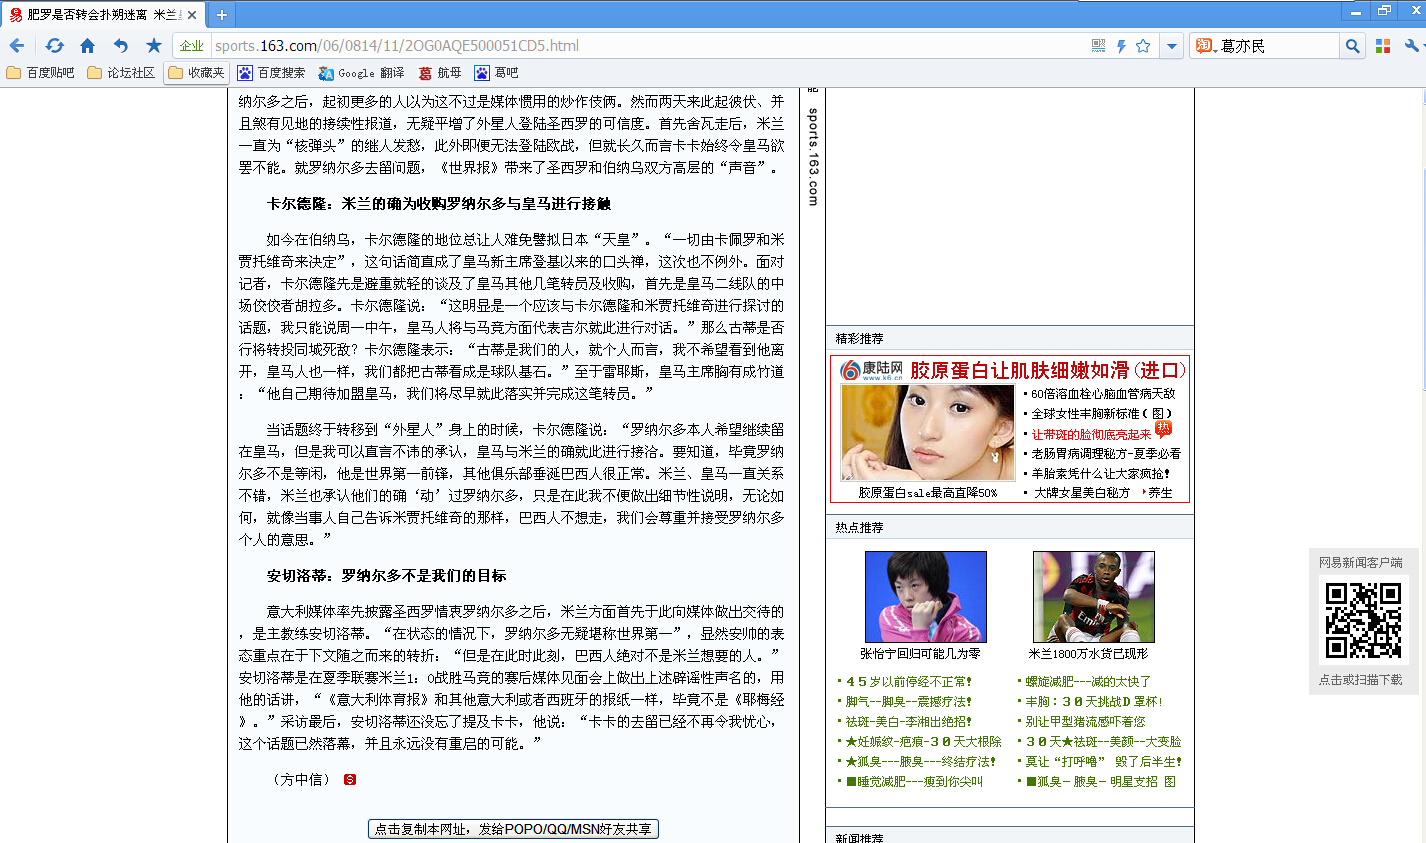 肥罗是否转会扑朔迷离 米兰
企业
sports.163.com/06/0814/11/2OG0AQE500051CD5.html
淘
葛亦民
百度贴吧
论坛社区
收藏夹
百度搜索
Google 翻译
葛 航母
葛吧
纳尔多之后，起初更多的人以为这不过是媒体惯用的炒作伎俩。然而两天来此起彼伏、并
且煞有见地的接续性报道，无疑平增了外星人登陆圣西罗的可信度。首先舍瓦走后，米兰
一直为“核弹头”的继人发愁，此外即便无法登陆欧战，但就长久而言卡卡始终令皇马欲
罢不能。就罗纳尔多去留问题，《世界报》带来了圣西罗和伯纳乌双方高层的“声音”。
卡尔德隆：米兰的确为收购罗纳尔多与皇马进行接触
如今在伯纳乌，卡尔德隆的地位总让人难免譬拟日本“天皇”。“一切由卡佩罗和米
贾托维奇来决定”，这句话简直成了皇马新主席登基以来的口头禅，这次也不例外。面对
记者，卡尔德隆先是避重就轻的谈及了皇马其他几笔转员及收购，首先是皇马二线队的中
场佼佼者胡拉多。卡尔德隆说：“这明显是一个应该与卡尔德隆和米贾托维奇进行探讨的
话题，我只能说周一中午，皇马人将与马竞方面代表吉尔就此进行对话。”那么古蒂是否
行将转投同城死敌？卡尔德隆表示：“古蒂是我们的人，就个人而言，我不希望看到他离
开，皇马人也一样，我们都把古蒂看成是球队基石。”至于雷耶斯，皇马主席胸有成竹道
：“他自己期待加盟皇马，我们将尽早就此落实并完成这笔转员。”
当话题终于转移到“外星人”身上的时候，卡尔德隆说：“罗纳尔多本人希望继续留
在皇马，但是我可以直言不讳的承认，皇马与米兰的确就此进行接洽。要知道，毕竟罗纳
尔多不是等闲，他是世界第一前锋，其他俱乐部垂涎巴西人很正常。米兰、皇马一直关系
不错，米兰也承认他们的确‘动’过罗纳尔多，只是在此我不便做出细节性说明，无论如
何，就像当事人自己告诉米贾托维奇的那样，巴西人不想走，我们会尊重并接受罗纳尔多
个人的意思。”
安切洛蒂：罗纳尔多不是我们的目标
意大利媒体率先披露圣西罗情衷罗纳尔多之后，米兰方面首先于此向媒体做出交待的
，是主教练安切洛蒂。“在状态的情况下，罗纳尔多无疑堪称世界第一”，显然安帅的表
态重点在于下文随之而来的转折：“但是在此时此刻，巴西人绝对不是米兰想要的人。”
安切洛蒂是在夏季联赛米兰1：0战胜马竞的赛后媒体见面会上做出上述辟谣性声名的，用
他的话讲，“《意大利体育报》和其他意大利或者西班牙的报纸一样，毕竟不是《耶梅经
》。”采访最后，安切洛蒂还没忘了提及卡卡，他说：“卡卡的去留已经不再令我忧心，
这个话题已然落幕，并且永远没有重启的可能。”
（方中信）
点击复制本网址，发给POPO/QQ/MSN好友共享
sports.163.com
精彩推荐
康陆网
www.k6.cn
胶原蛋白让肌肤细嫩如滑(进口)
60倍溶血栓心脑血管病天敌
全球女性丰胸新标准（图）
让带斑的脸彻底亮起来 热
老肠胃病调理秘方-夏季必看
羊胎素凭什么让大家疯抢！
胶原蛋白sale最高直降50%
大牌女星美白秘方 养生
热点推荐
张怡宁回归可能几为零
米兰1800万水货已现形
４５岁以前停经不正常!
螺旋减肥---减的太快了
脚气--脚臭--震撼疗法!
丰胸：３０天挑战Ｄ罩杯!
祛斑-美白-李湘出绝招!
别让甲型猪流感吓着您
★妊娠纹-疤痕-３０天大根除
３０天★祛斑--美颜--大变脸
★狐臭---腋臭---终结疗法!
莫让“打呼噜” 毁了后半生!
■睡觉减肥---瘦到你尖叫
■狐臭－腋臭－明星支招 图
新闻推荐
网易新闻客户端
点击或扫描下载